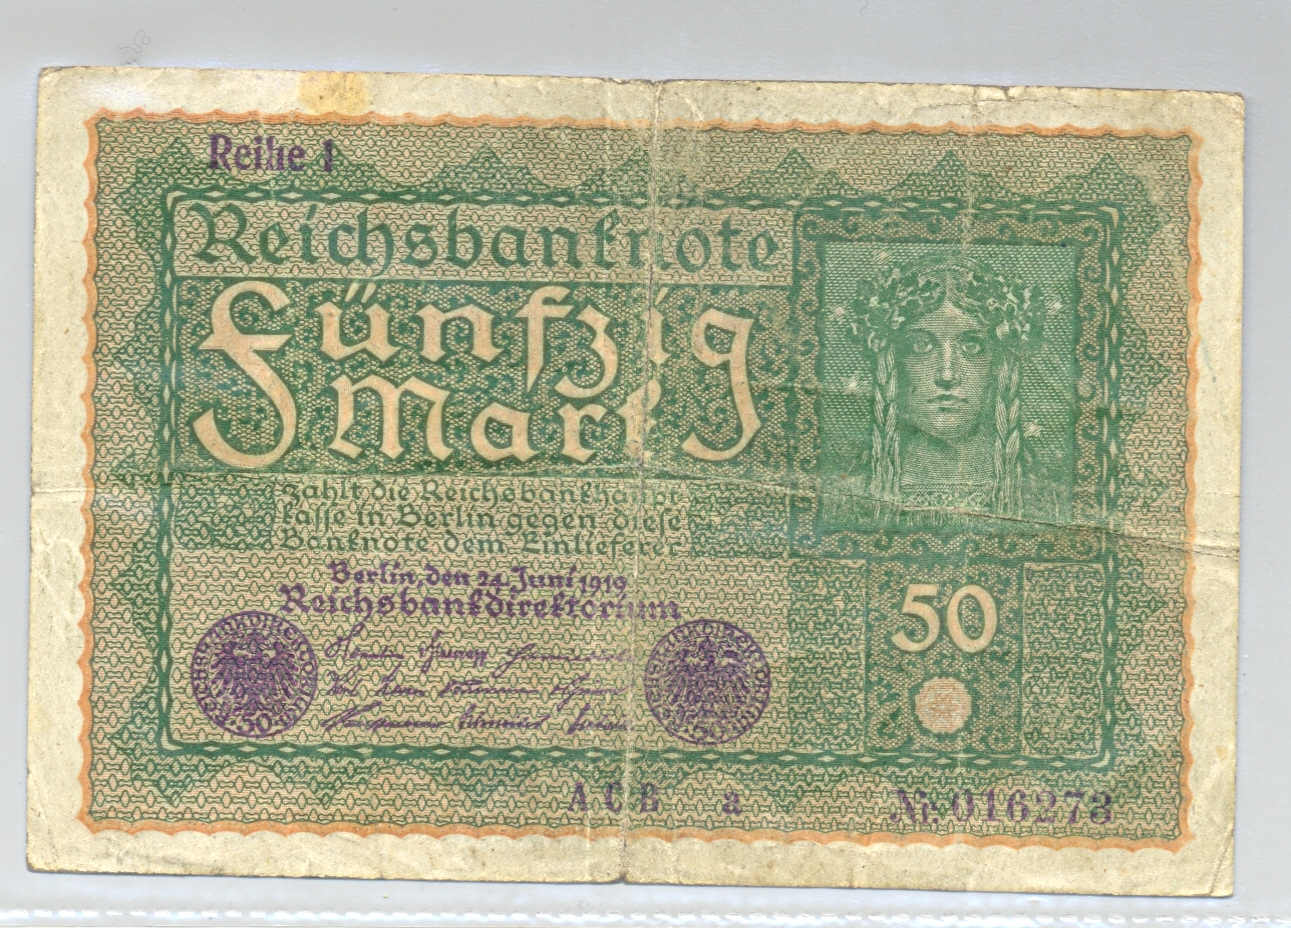 Reihe 1
Reichsbanknote
Fünfzig
Mark
zahlt die Reichsbankhaupt-
kasse in Berlin gegen diese
Banknote dem Einlieferer
Berlin, den 24. Juni 1919
Reichsbankdirektorium
50
A C B a Nr. 016273